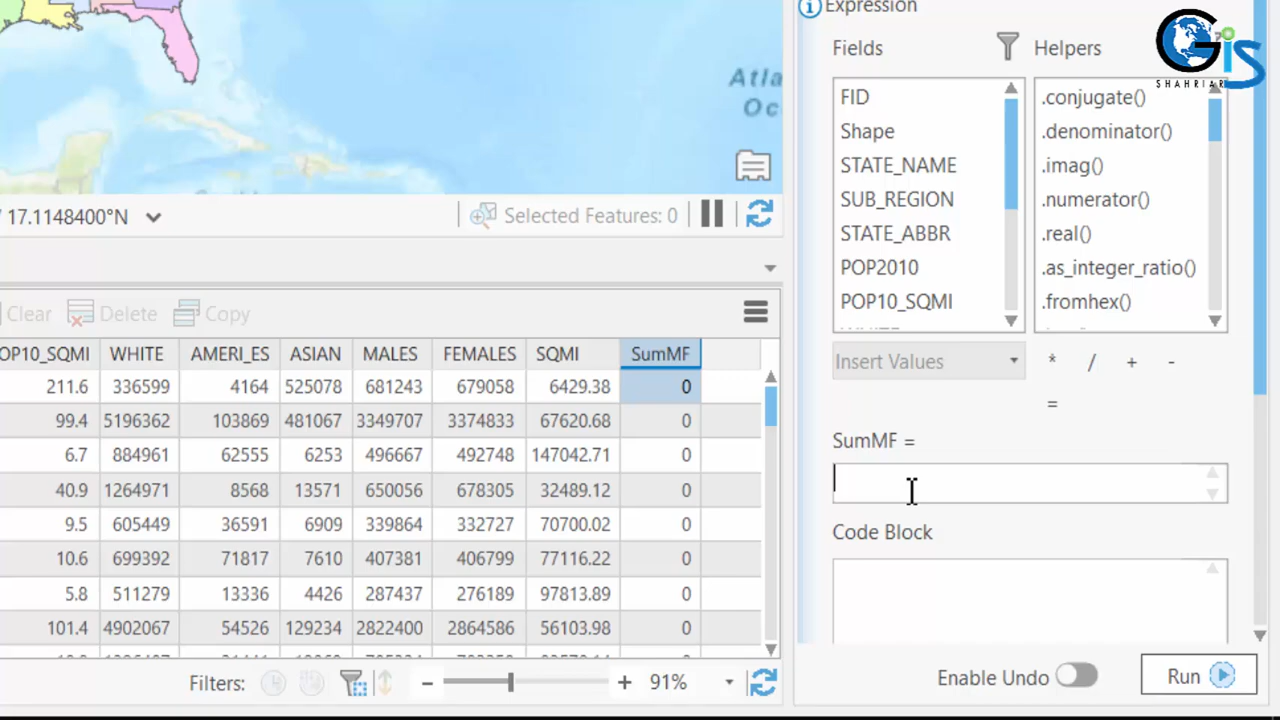 Expression
Fields
Helpers
GIS
SHAHRIAR
FID
Shape
STATE_NAME
SUB_REGION
STATE_ABBR
POP2010
POP10_SQMI
.conjugate()
.denominator()
.imag()
.numerator()
.real()
.as_integer_ratio()
.fromhex()
Insert Values
* / + -
=
SumMF =
Code Block
Enable Undo
Run
Atla
Oc
17.1148400°N
Selected Features: 0
Clear Delete Copy
OP10_SQMI WHITE AMERI_ES ASIAN MALES FEMALES SQMI SumMF
211.6 336599 4164 525078 681243 679058 6429.38 0
99.4 5196362 103869 481067 3349707 3374833 67620.68 0
6.7 884961 62555 6253 496667 492748 147042.71 0
40.9 1264971 8568 13571 650056 678305 32489.12 0
9.5 605449 36591 6909 339864 332727 70700.02 0
10.6 699392 71817 7610 407381 406799 77116.22 0
5.8 511279 13336 4426 287437 276189 97813.89 0
101.4 4902067 54526 129234 2822400 2864586 56103.98 0
Filters:
- + 91%